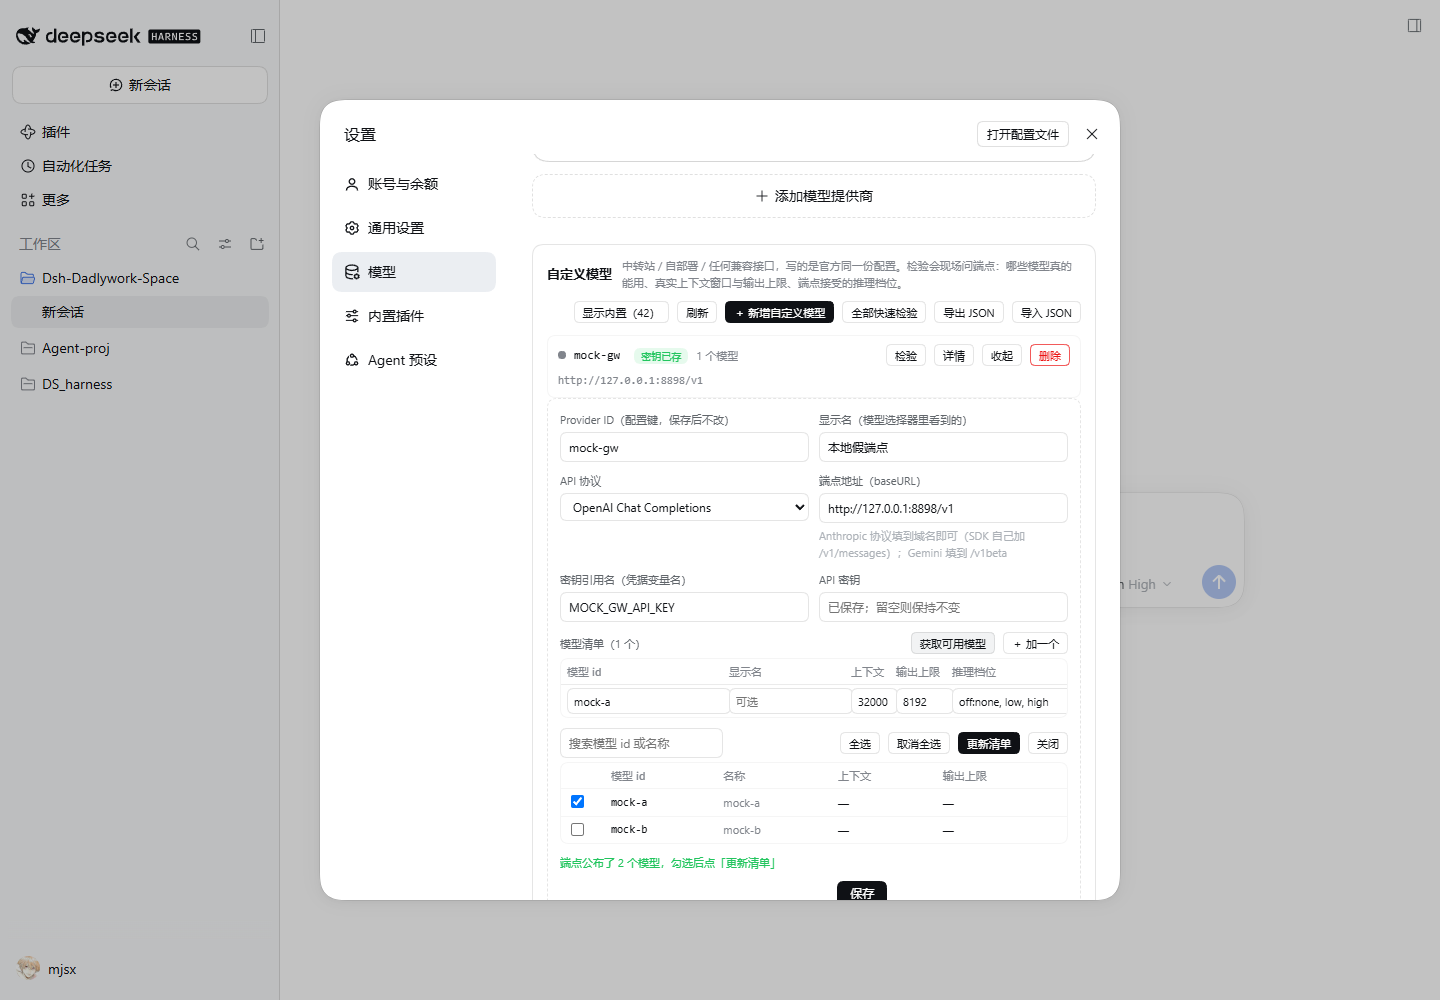 deepseek HARNESS
新会话
插件
自动化任务
更多
工作区
Dsh-Dadlywork-Space
新会话
Agent-proj
DS_harness
mjsx
设置
打开配置文件
账号与余额
通用设置
模型
内置插件
Agent 预设
添加模型提供商
自定义模型
中转站 / 自部署 / 任何兼容接口，写的是官方同一份配置。检验会现场问端点：哪些模型真的
能用、真实上下文窗口与输出上限、端点接受的推理档位。
显示内置（42） 刷新 + 新增自定义模型 全部快速检验 导出 JSON 导入 JSON
mock-gw 密钥已存 1 个模型 检验 详情 收起 删除
http://127.0.0.1:8898/v1
Provider ID（配置键，保存后不改） 显示名（模型选择器里看到的）
mock-gw 本地假端点
API 协议 端点地址（baseURL）
OpenAI Chat Completions http://127.0.0.1:8898/v1
Anthropic 协议填到域名即可（SDK 自己加
/v1/messages）；Gemini 填到 /v1beta
密钥引用名（凭据变量名） API 密钥
MOCK_GW_API_KEY 已保存；留空则保持不变
模型清单（1 个） 获取可用模型 + 加一个
模型 id 显示名 上下文 输出上限 推理档位
mock-a 可选 32000 8192 off:none, low, high
搜索模型 id 或名称 全选 取消全选 更新清单 关闭
模型 id 名称 上下文 输出上限
mock-a mock-a — —
mock-b mock-b — —
端点公布了 2 个模型，勾选后点「更新清单」
保存
High